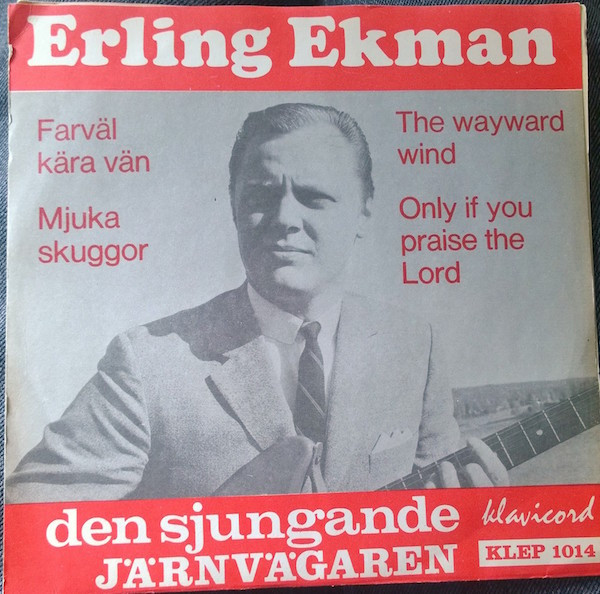 Erling Ekman
Farväl
kära vän
Mjuka
skuggor
The wayward
wind
Only if you
praise the
Lord
den sjungande
JÄRNVÄGAREN
klavicord
KLEP 1014